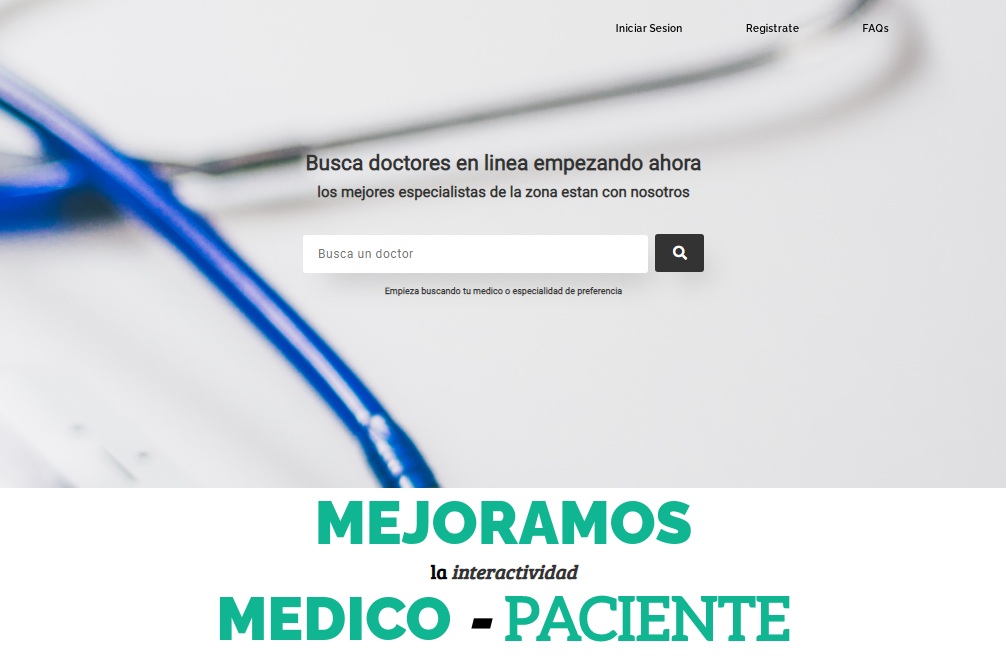 Iniciar Sesion Registrate FAQs
Busca doctores en linea empezando ahora
los mejores especialistas de la zona estan con nosotros
Busca un doctor
Empieza buscando tu medico o especialidad de preferencia
MEJORAMOS
la interactividad
MEDICO - PACIENTE